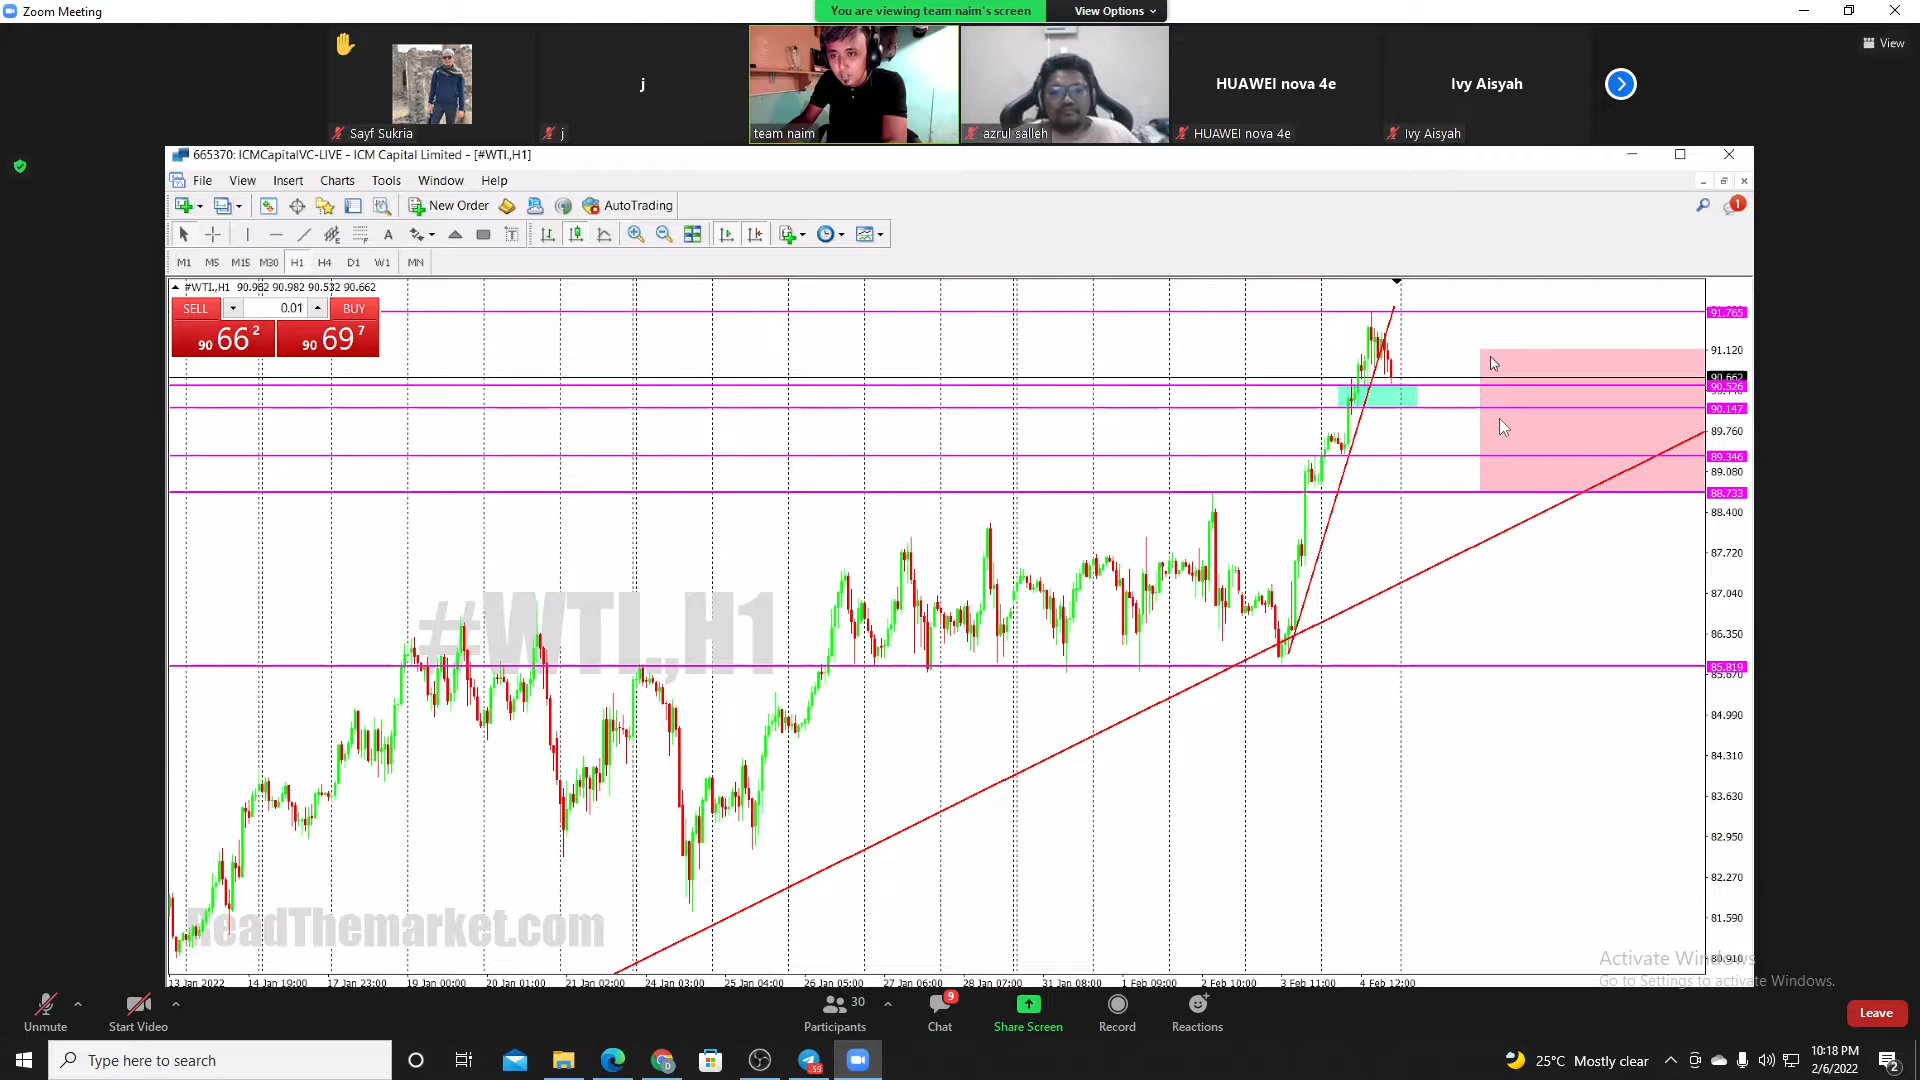 Zoom Meeting
You are viewing team naim's screen View Options
View
j HUAWEI nova 4e Ivy Aisyah
Sayf Sukria j team naim azrul salleh HUAWEI nova 4e Ivy Aisyah
665370: ICMCapitalVC-LIVE - ICM Capital Limited - [#WTI.,H1]
File View Insert Charts Tools Window Help
New Order AutoTrading 1
A T
M1 M5 M15 M30 H1 H4 D1 W1 MN
#WTI.,H1 90.982 90.982 90.532 90.662
SELL 0.01 BUY
90 66 2 90 69 7
91.765
91.120
90.662
90.526
90.147
89.760
89.346
89.080
88.733
88.400
87.720
87.040
86.350
85.819
85.670
84.990
84.310
83.630
82.950
82.270
81.590
80.910
#WTI.,H1
ReadThemarket.com
Activate Windows
Go to Settings to activate Windows.
13 Jan 2022 14 Jan 19:00 17 Jan 23:00 19 Jan 00:00 20 Jan 01:00 21 Jan 02:00 24 Jan 03:00 25 Jan 04:00 26 Jan 05:00 27 Jan 06:00 28 Jan 07:00 31 Jan 08:00 1 Feb 09:00 2 Feb 10:00 3 Feb 11:00 4 Feb 12:00
30 9
Unmute Start Video Participants Chat Share Screen Record Reactions Leave
Type here to search 59 25°C Mostly clear 10:18 PM
2/6/2022 2